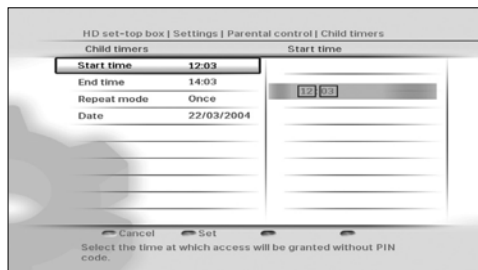 HD set-top box | Settings | Parental control | Child timers
Child timers Start time
Start time 12:03
End time 14:03
12:03
Repeat mode Once
Date 22/03/2004
Cancel Set
Select the time at which access will be granted without PIN
code.